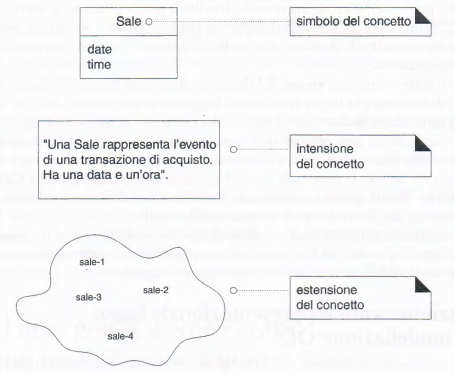 Sale
simbolo del concetto
date
time
"Una Sale rappresenta l'evento
di una transazione di acquisto.
Ha una data e un'ora".
intensione
del concetto
sale-1
sale-2
sale-3
sale-4
estensione
del concetto